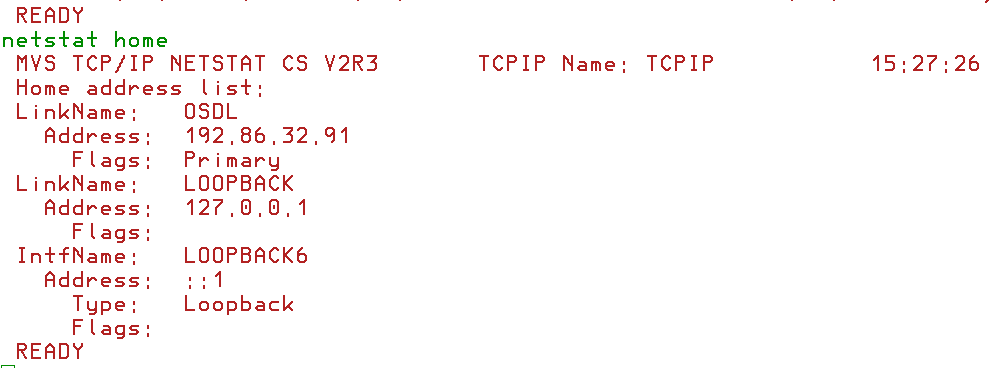 READY
netstat home
MVS TCP/IP NETSTAT CS V2R3       TCPIP Name: TCPIP           15:27:26
Home address list:
LinkName:   OSDL
  Address:  192.86.32.91
    Flags:  Primary
LinkName:   LOOPBACK
  Address:  127.0.0.1
    Flags:
IntfName:   LOOPBACK6
  Address:  ::1
    Type:   Loopback
    Flags:
READY